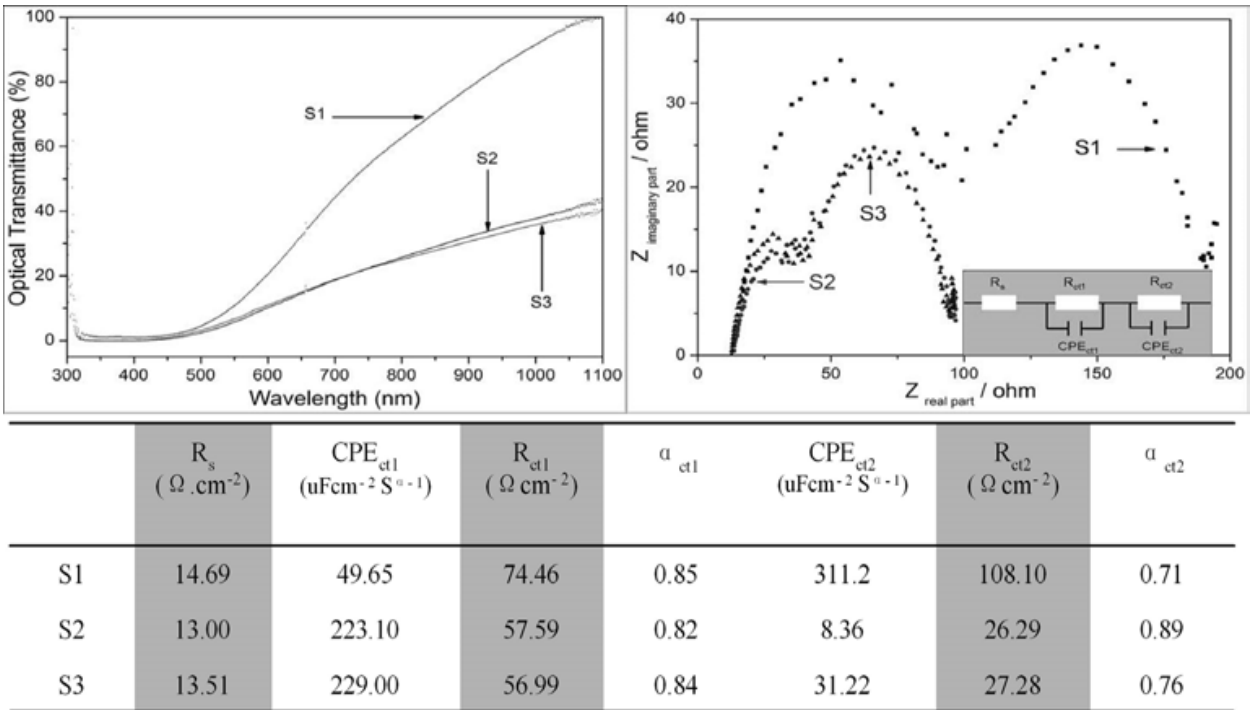 100
80
60
40
20
0
Optical Transmittance (%)
S1
S2
S3
300 400 500 600 700 800 900 1000 1100
Wavelength (nm)
40
30
20
10
0
Z imaginary part / ohm
S1
S3
S2
Rs Rct1 Rct2
CPEct1 CPEct2
0 50 100 150 200
Z real part / ohm
Rs CPEct1 Rct1 αct1 CPEct2 Rct2 αct2
(Ω.cm-2) (uFcm-2 Sα-1) (Ωcm-2) (uFcm-2 Sα-1) (Ωcm-2)
S1 14.69 49.65 74.46 0.85 311.2 108.10 0.71
S2 13.00 223.10 57.59 0.82 8.36 26.29 0.89
S3 13.51 229.00 56.99 0.84 31.22 27.28 0.76